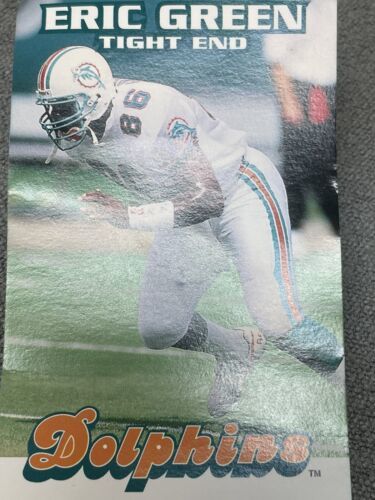 ERIC GREEN
TIGHT END
86
Dolphins TM